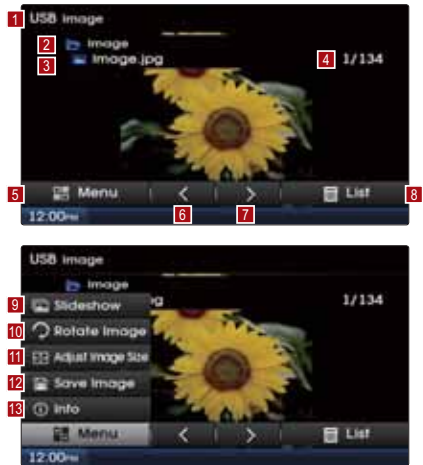 1 USB Image
2 Image
3 Image.jpg 4 1/134
5 Menu < > List 8
6 7
12:00PM
USB Image
Image
1/134
9 Slideshow
10 Rotate Image
11 Adjust Image Size
12 Save Image
13 Info
Menu < > List
12:00PM